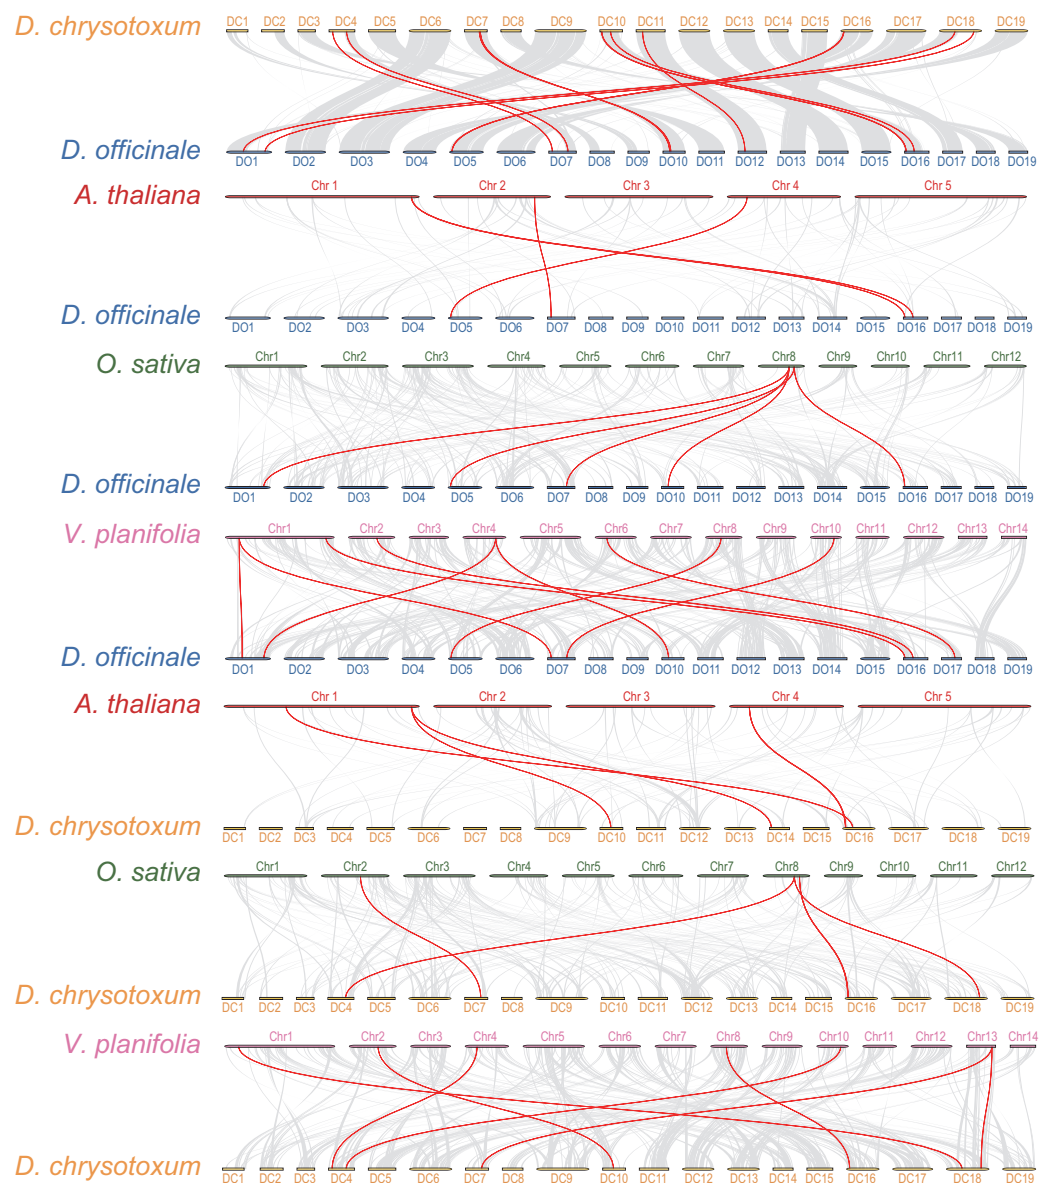 DC1 DC2 DC3 DC4 DC5 DC6 DC7 DC8 DC9 DC10 DC11 DC12 DC13 DC14 DC15 DC16 DC17 DC18 DC19
D. chrysotoxum
D. officinale
DO1 DO2 DO3 DO4 DO5 DO6 DO7 DO8 DO9 DO10 DO11 DO12 DO13 DO14 DO15 DO16 DO17 DO18 DO19
A. thaliana
Chr 1 Chr 2 Chr 3 Chr 4 Chr 5
D. officinale
DO1 DO2 DO3 DO4 DO5 DO6 DO7 DO8 DO9 DO10 DO11 DO12 DO13 DO14 DO15 DO16 DO17 DO18 DO19
O. sativa
Chr1 Chr2 Chr3 Chr4 Chr5 Chr6 Chr7 Chr8 Chr9 Chr10 Chr11 Chr12
D. officinale
DO1 DO2 DO3 DO4 DO5 DO6 DO7 DO8 DO9 DO10 DO11 DO12 DO13 DO14 DO15 DO16 DO17 DO18 DO19
V. planifolia
Chr1 Chr2 Chr3 Chr4 Chr5 Chr6 Chr7 Chr8 Chr9 Chr10 Chr11 Chr12 Chr13 Chr14
D. officinale
DO1 DO2 DO3 DO4 DO5 DO6 DO7 DO8 DO9 DO10 DO11 DO12 DO13 DO14 DO15 DO16 DO17 DO18 DO19
A. thaliana
Chr 1 Chr 2 Chr 3 Chr 4 Chr 5
D. chrysotoxum
DC1 DC2 DC3 DC4 DC5 DC6 DC7 DC8 DC9 DC10 DC11 DC12 DC13 DC14 DC15 DC16 DC17 DC18 DC19
O. sativa
Chr1 Chr2 Chr3 Chr4 Chr5 Chr6 Chr7 Chr8 Chr9 Chr10 Chr11 Chr12
D. chrysotoxum
DC1 DC2 DC3 DC4 DC5 DC6 DC7 DC8 DC9 DC10 DC11 DC12 DC13 DC14 DC15 DC16 DC17 DC18 DC19
V. planifolia
Chr1 Chr2 Chr3 Chr4 Chr5 Chr6 Chr7 Chr8 Chr9 Chr10 Chr11 Chr12 Chr13 Chr14
D. chrysotoxum
DC1 DC2 DC3 DC4 DC5 DC6 DC7 DC8 DC9 DC10 DC11 DC12 DC13 DC14 DC15 DC16 DC17 DC18 DC19